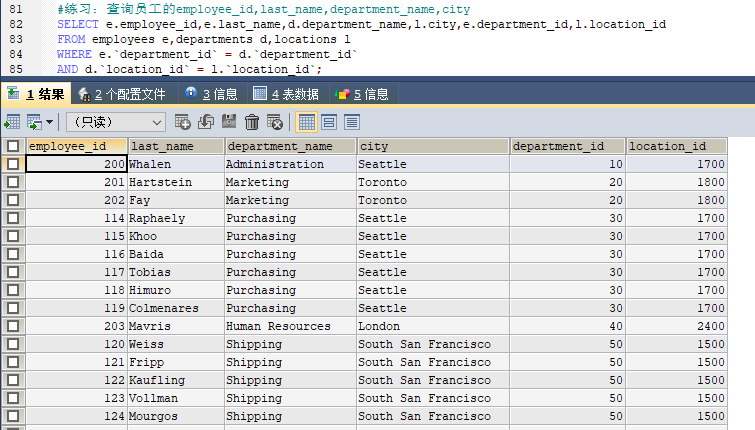 81 #练习：查询员工的employee_id,last_name,department_name,city
82 SELECT e.employee_id,e.last_name,d.department_name,l.city,e.department_id,l.location_id
83 FROM employees e,departments d,locations l
84 WHERE e.`department_id` = d.`department_id`
85 AND d.`location_id` = l.`location_id`;
1 结果 2 个配置文件 3 信息 4 表数据 5 信息
（只读）
employee_id last_name department_name city department_id location_id
200 Whalen Administration Seattle 10 1700
201 Hartstein Marketing Toronto 20 1800
202 Fay Marketing Toronto 20 1800
114 Raphaely Purchasing Seattle 30 1700
115 Khoo Purchasing Seattle 30 1700
116 Baida Purchasing Seattle 30 1700
117 Tobias Purchasing Seattle 30 1700
118 Himuro Purchasing Seattle 30 1700
119 Colmenares Purchasing Seattle 30 1700
203 Mavris Human Resources London 40 2400
120 Weiss Shipping South San Francisco 50 1500
121 Fripp Shipping South San Francisco 50 1500
122 Kaufling Shipping South San Francisco 50 1500
123 Vollman Shipping South San Francisco 50 1500
124 Mourgos Shipping South San Francisco 50 1500